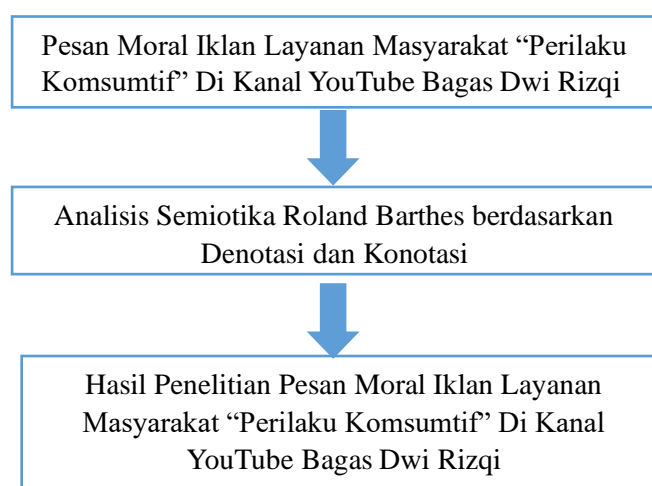 Pesan Moral Iklan Layanan Masyarakat “Perilaku
Komsumtif” Di Kanal YouTube Bagas Dwi Rizqi
Analisis Semiotika Roland Barthes berdasarkan
Denotasi dan Konotasi
Hasil Penelitian Pesan Moral Iklan Layanan
Masyarakat “Perilaku Komsumtif” Di Kanal
YouTube Bagas Dwi Rizqi